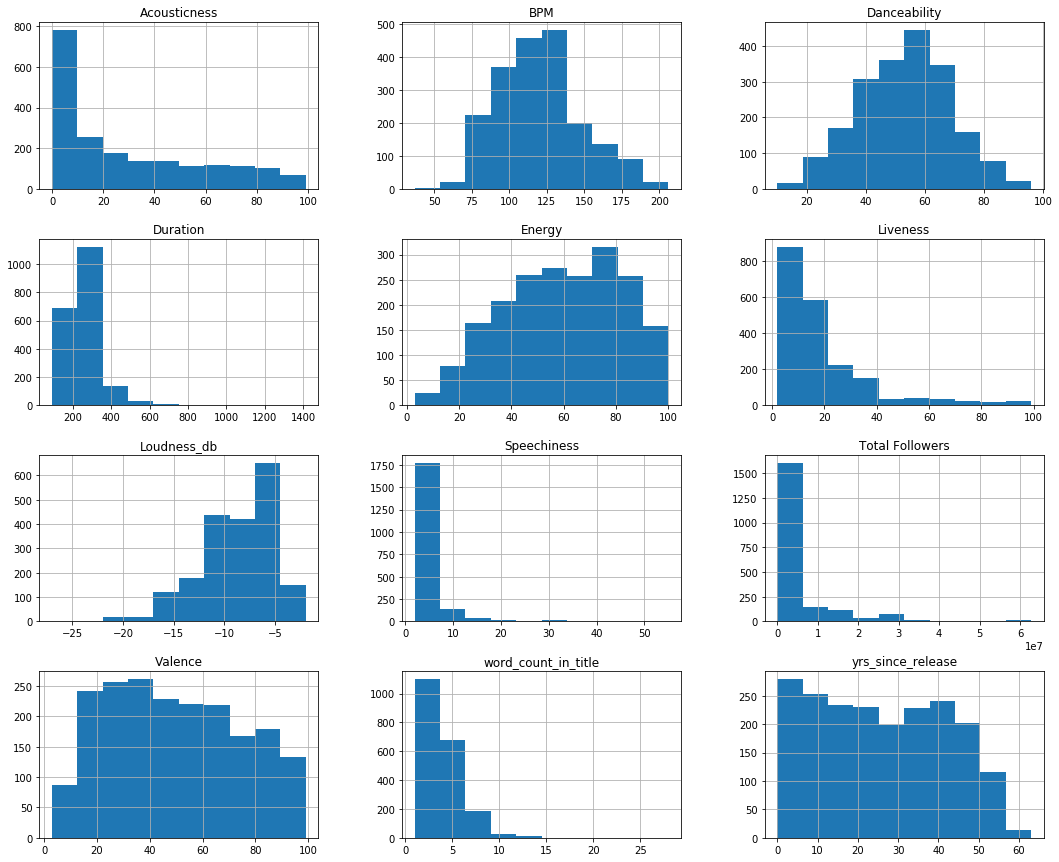 Acousticness
800
600
400
200
0
0 20 40 60 80 100
BPM
500
400
300
200
100
0
50 75 100 125 150 175 200
Danceability
400
300
200
100
0
20 40 60 80 100
Duration
1000
800
600
400
200
0
200 400 600 800 1000 1200 1400
Energy
300
250
200
150
100
50
0
0 20 40 60 80 100
Liveness
800
600
400
200
0
0 20 40 60 80 100
Loudness_db
600
500
400
300
200
100
0
−25 −20 −15 −10 −5
Speechiness
1750
1500
1250
1000
750
500
250
0
0 10 20 30 40 50
Total Followers
1500
1250
1000
750
500
250
0
0 1 2 3 4 5 6
1e7
Valence
250
200
150
100
50
0
0 20 40 60 80 100
word_count_in_title
1000
800
600
400
200
0
0 5 10 15 20 25
yrs_since_release
250
200
150
100
50
0
0 10 20 30 40 50 60